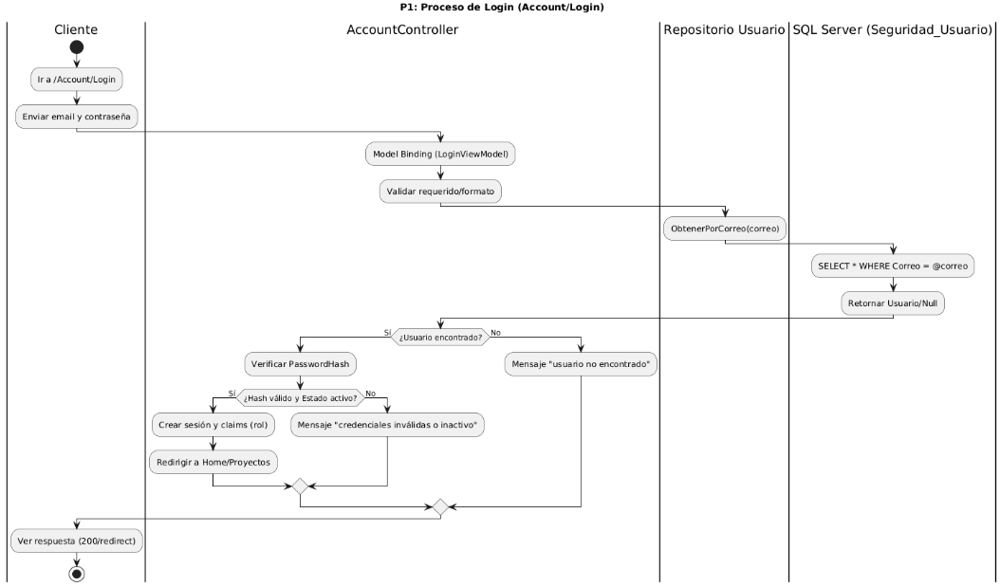 P1: Proceso de Login (Account/Login)
Cliente
AccountController
Repositorio Usuario
SQL Server (Seguridad_Usuario)
Ir a /Account/Login
Enviar email y contraseña
Model Binding (LoginViewModel)
Validar requerido/formato
ObtenerPorCorreo(correo)
SELECT * WHERE Correo = @correo
Retornar Usuario/Null
Sí
¿Usuario encontrado?
No
Verificar PasswordHash
Mensaje "usuario no encontrado"
Sí
¿Hash válido y Estado activo?
No
Crear sesión y claims (rol)
Mensaje "credenciales inválidas o inactivo"
Redirigir a Home/Proyectos
Ver respuesta (200/redirect)